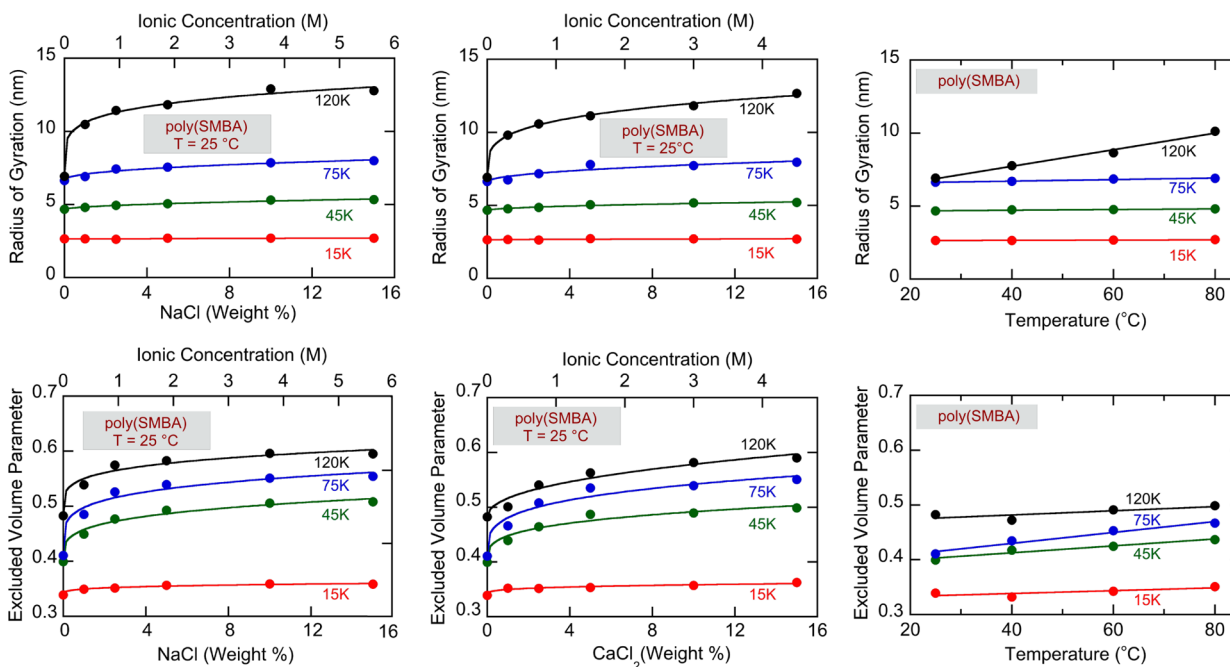 Ionic Concentration (M)
0 1 2 3 4 5 6
Radius of Gyration (nm)
15
10
5
0
poly(SMBA)
T = 25 °C
120K
75K
45K
15K
0 4 8 12 16
NaCl (Weight %)
Ionic Concentration (M)
0 1 2 3 4
Radius of Gyration (nm)
15
10
5
0
poly(SMBA)
T = 25°C
120K
75K
45K
15K
0 4 8 12 16
NaCl (Weight %)
Radius of Gyration (nm)
15
10
5
0
poly(SMBA)
120K
75K
45K
15K
20 40 60 80
Temperature (°C)
Ionic Concentration (M)
0 1 2 3 4 5 6
Excluded Volume Parameter
0.7
0.6
0.5
0.4
0.3
poly(SMBA)
T = 25 °C
120K
75K
45K
15K
0 4 8 12 16
NaCl (Weight %)
Ionic Concentration (M)
0 1 2 3 4
Excluded Volume Parameter
0.7
0.6
0.5
0.4
0.3
poly(SMBA)
T = 25 °C
120K
75K
45K
15K
0 4 8 12 16
CaCl₂(Weight %)
Excluded Volume Parameter
0.7
0.6
0.5
0.4
0.3
poly(SMBA)
120K
75K
45K
15K
20 40 60 80
Temperature (°C)